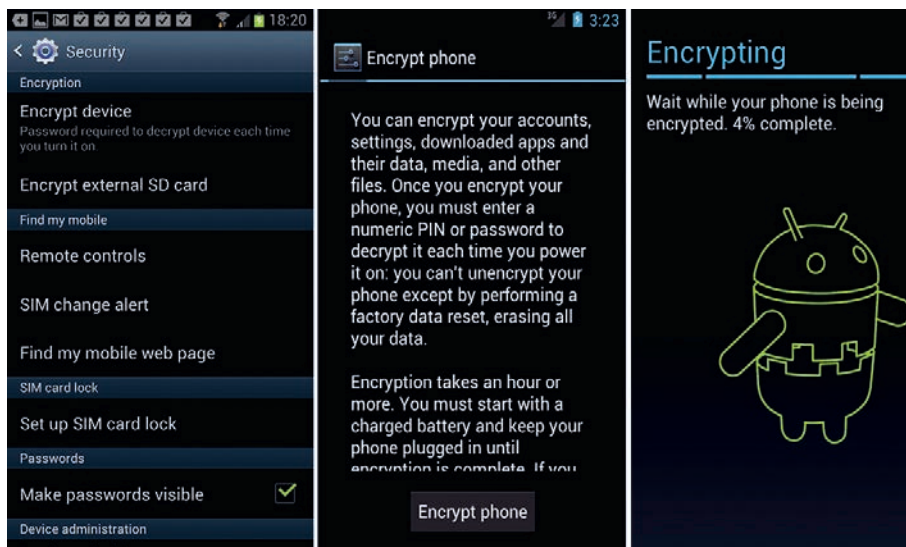 18:20
Security
Encryption
Encrypt device
Password required to decrypt device each time
you turn it on
Encrypt external SD card
Find my mobile
Remote controls
SIM change alert
Find my mobile web page
SIM card lock
Set up SIM card lock
Passwords
Make passwords visible
Device administration
3G 3:23
Encrypt phone
You can encrypt your accounts,
settings, downloaded apps and
their data, media, and other
files. Once you encrypt your
phone, you must enter a
numeric PIN or password to
decrypt it each time you power
it on: you can't unencrypt your
phone except by performing a
factory data reset, erasing all
your data.
Encryption takes an hour or
more. You must start with a
charged battery and keep your
phone plugged in until
encryption is complete. If you
Encrypt phone
Encrypting
Wait while your phone is being
encrypted. 4% complete.